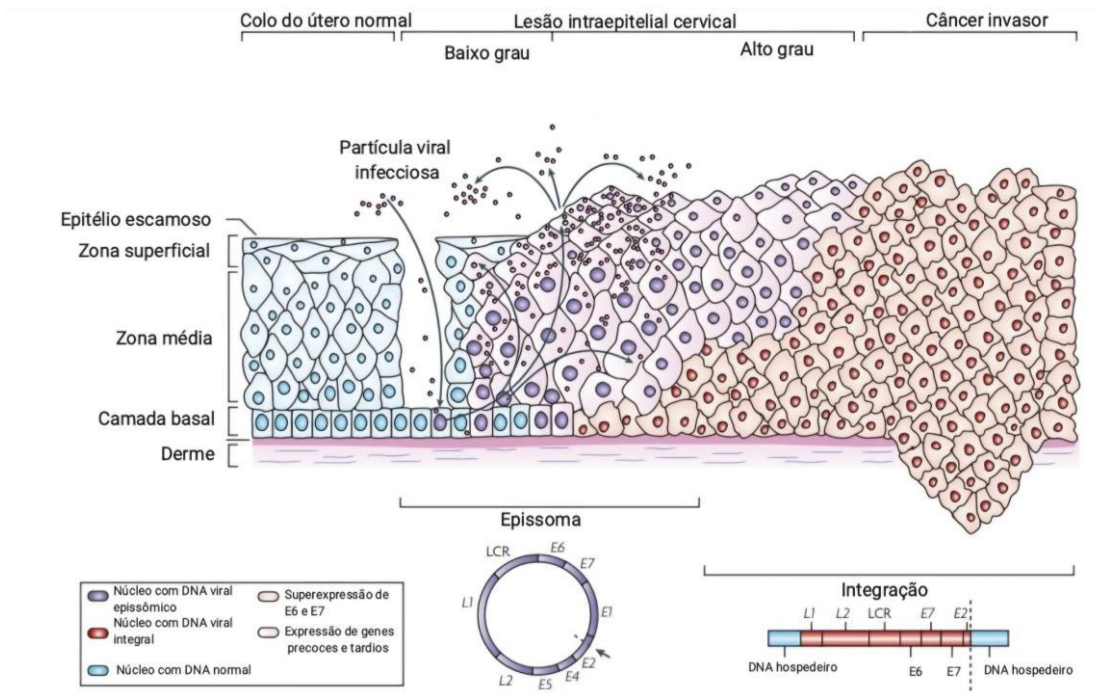 Colo do útero normal
Lesão intraepitelial cervical
Câncer invasor
Baixo grau
Alto grau
Partícula viral
infecciosa
Epitélio escamoso
Zona superficial
Zona média
Camada basal
Derme
Epissoma
LCR
E6
E7
L1
E1
E2
E4
E5
L2
Integração
L1
L2
LCR
E7
E2
DNA hospedeiro
E6
E7
DNA hospedeiro
Núcleo com DNA viral
epissômico
Núcleo com DNA viral
integral
Núcleo com DNA normal
Superexpressão de
E6 e E7
Expressão de genes
precoces e tardios